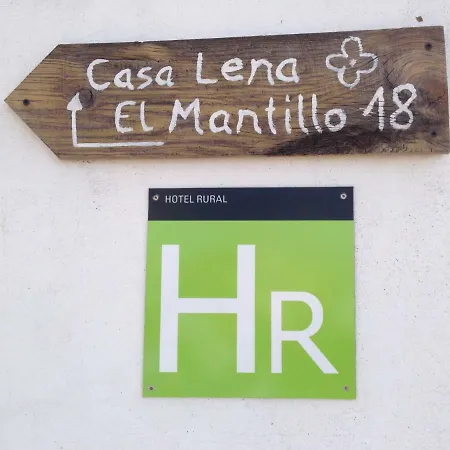 Casa Lena
El Mantillo 18
HOTEL RURAL
HR